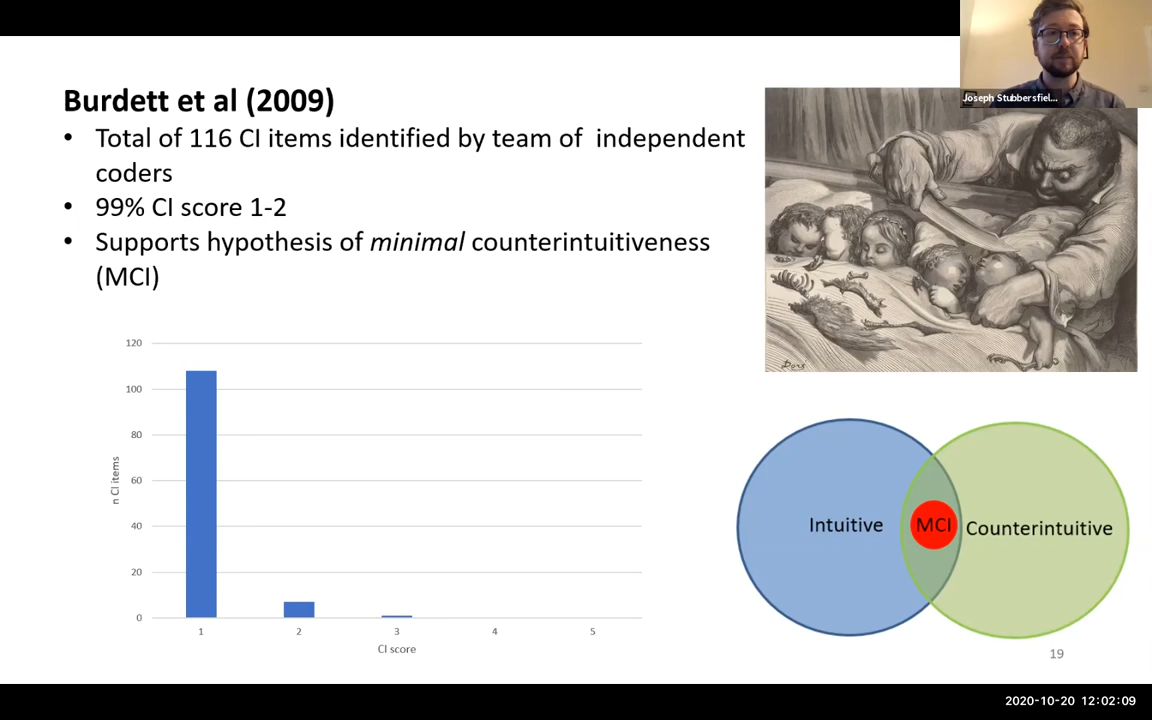 Joseph Stubbersfiel...
Burdett et al (2009)
• Total of 116 CI items identified by team of independent
coders
• 99% CI score 1-2
• Supports hypothesis of minimal counterintuitiveness
(MCI)
Doré
120
100
80
60
40
20
0
n CI items
1 2 3 4 5
CI score
Intuitive MCI Counterintuitive
19
2020-10-20 12:02:09